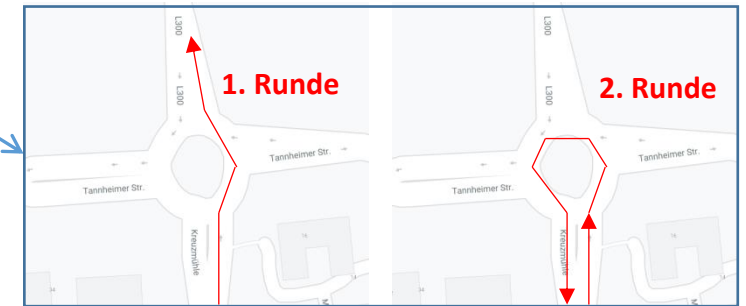 L300
1. Runde
L300
Tannheimer Str.
Tannheimer Str.
Kreuzmühle
L300
2. Runde
L300
Tannheimer Str.
Tannheimer Str.
Kreuzmühle